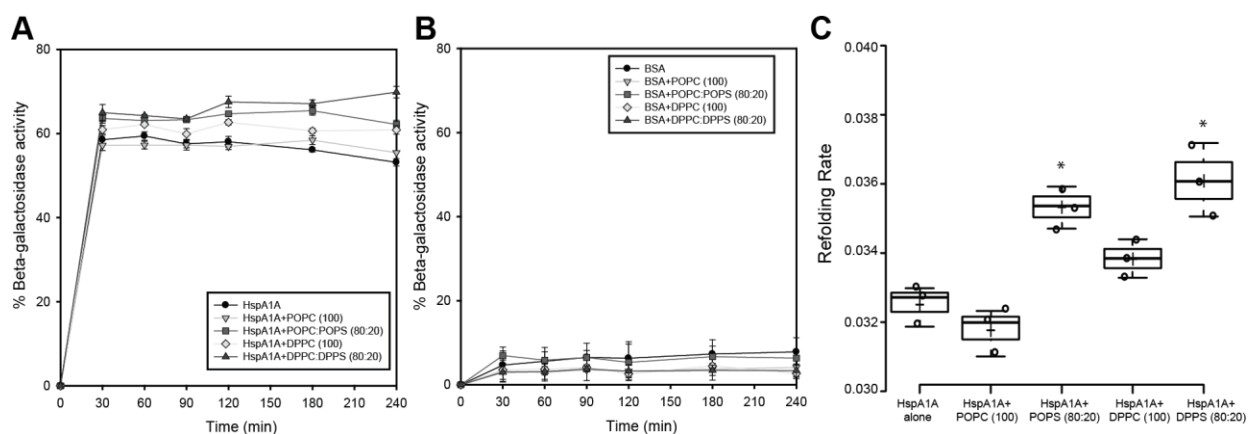 A
80
60
40
20
0
% Beta-galactosidase activity
0 30 60 90 120 150 180 210 240
Time (min)
HspA1A
HspA1A+POPC (100)
HspA1A+POPC:POPS (80:20)
HspA1A+DPPC (100)
HspA1A+DPPC:DPPS (80:20)
B
80
60
40
20
0
% Beta-galactosidase activity
0 30 60 90 120 150 180 210 240
Time (min)
BSA
BSA+POPC (100)
BSA+POPC:POPS (80:20)
BSA+DPPC (100)
BSA+DPPC:DPPS (80:20)
C
0.040
0.038
0.036
0.034
0.032
0.030
Refolding Rate
*
*
HspA1A HspA1A+ HspA1A+ HspA1A+ HspA1A+
alone POPC (100) POPS (80:20) DPPC (100) DPPS (80:20)